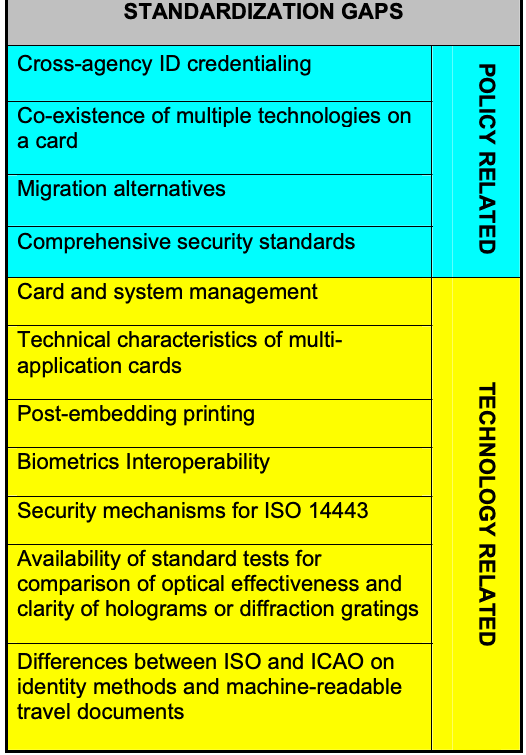 STANDARDIZATION GAPS
Cross-agency ID credentialing
Co-existence of multiple technologies on
a card
Migration alternatives
Comprehensive security standards
POLICY RELATED
Card and system management
Technical characteristics of multi-
application cards
Post-embedding printing
Biometrics Interoperability
Security mechanisms for ISO 14443
Availability of standard tests for
comparison of optical effectiveness and
clarity of holograms or diffraction gratings
Differences between ISO and ICAO on
identity methods and machine-readable
travel documents
TECHNOLOGY RELATED